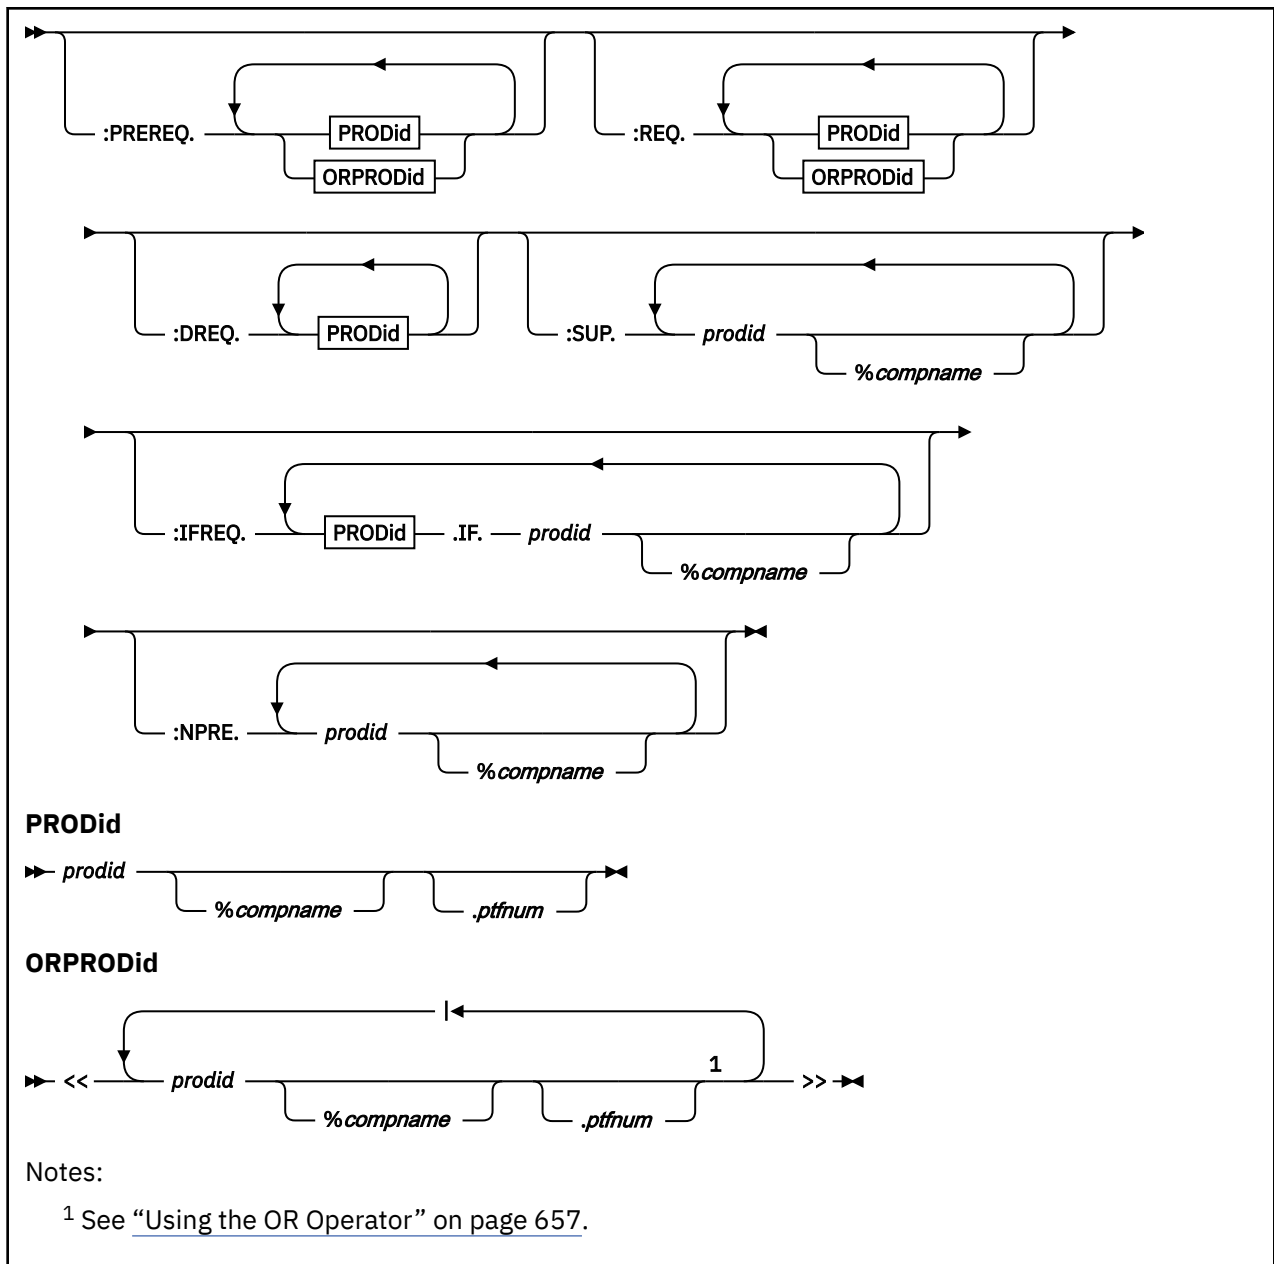 :PREREQ. PRODid :REQ. PRODid
ORPRODid ORPRODid
:DREQ. PRODid :SUP. prodid
%compname
:IFREQ. PRODid .IF. prodid
%compname
:NPRE. prodid
%compname
PRODid
prodid
%compname .ptfnum
ORPRODid
|
1
<< prodid >>
%compname .ptfnum
Notes:
1 See “Using the OR Operator” on page 657.